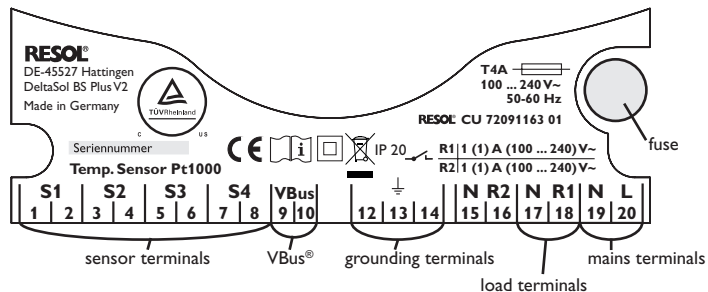 RESOL®
DE-45527 Hattingen
DeltaSol BS Plus V2
Made in Germany
TÜVRheinland
C US
Seriennummer
Temp. Sensor Pt1000
T4A
100 ... 240 V~
50-60 Hz
RESOL® CU 72091163 01
CE i IP 20
R1 1 (1) A (100 ... 240) V~
R2 1 (1) A (100 ... 240) V~
fuse
S1 S2 S3 S4 VBus N R2 N R1 N L
1 2 3 4 5 6 7 8 9 10 12 13 14 15 16 17 18 19 20
sensor terminals VBus® grounding terminals mains terminals
load terminals